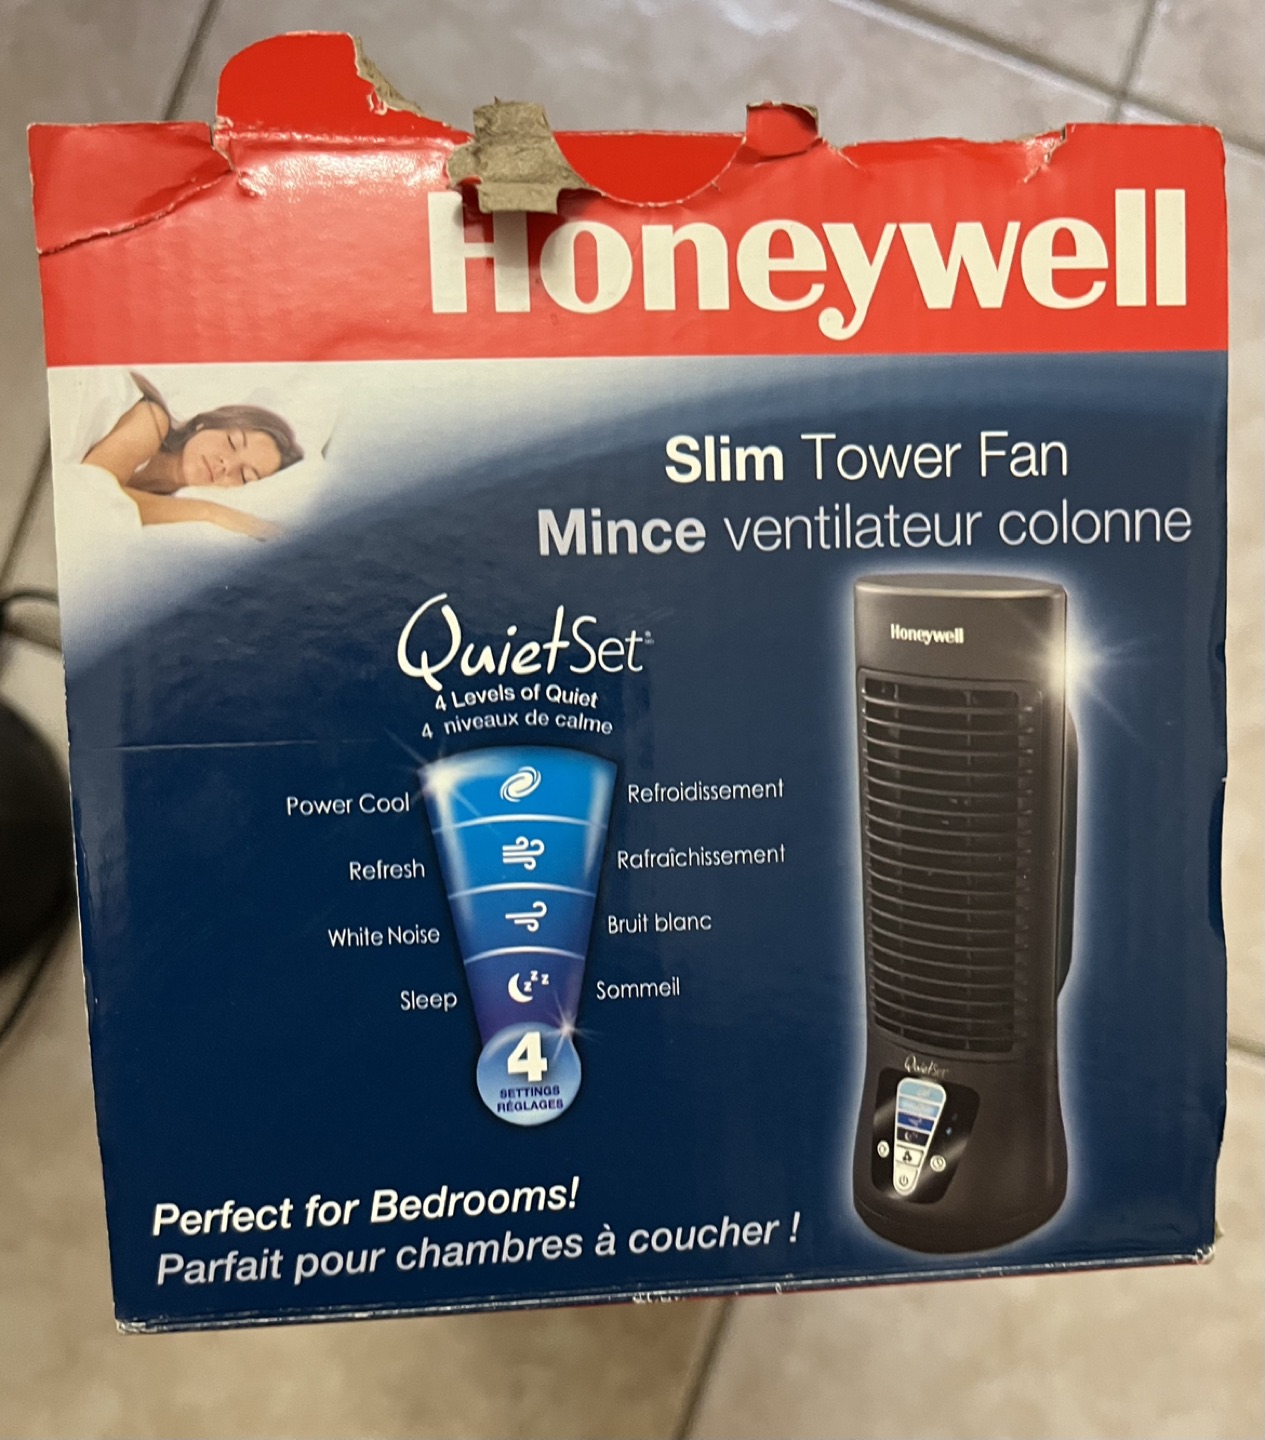 Honeywell
Slim Tower Fan
Mince ventilateur colonne
QuietSet
4 Levels of Quiet
4 niveaux de calme
Power Cool
Refroidissement
Refresh
Rafraîchissement
White Noise
Bruit blanc
Sleep
Sommeil
4
SETTINGS
RÉGLAGES
Honeywell
QuietSet
Perfect for Bedrooms!
Parfait pour chambres à coucher !